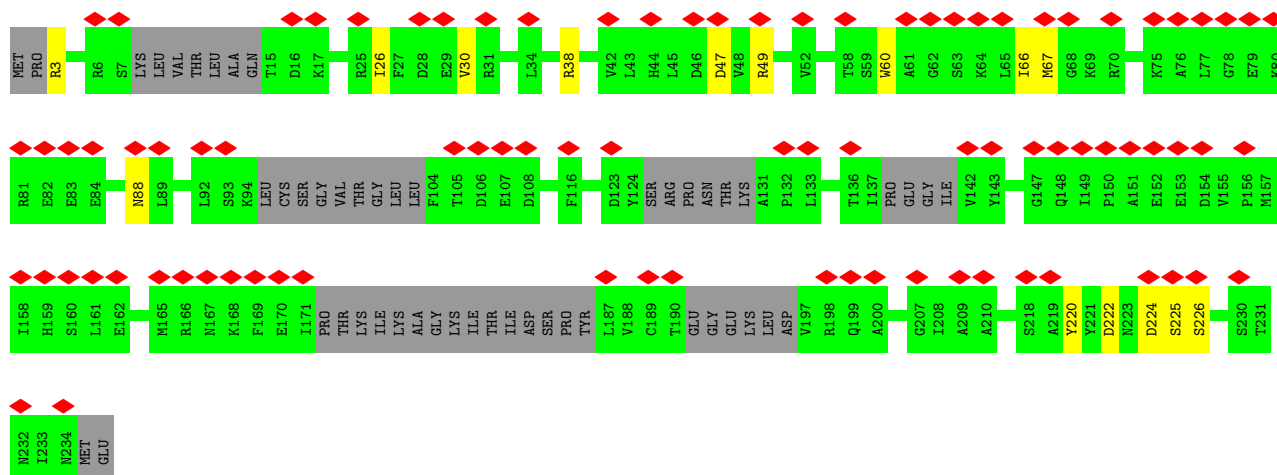 MET PRO R3 R6 S7 LYS LEU VAL THR LEU ALA GLN T15 D16 K17 R25 I26 F27 D28 E29 V30 R31 L34 R38 V42 L43 H44 L45 D46 D47 V48 R49 V52 T58 S59 W60 A61 G62 S63 K64 L65 I66 M67 G68 K69 R70 K75 A76 L77 G78 E79 K80
R81 E82 E83 E84 N88 L89 L92 S93 K94 LEU CYS SER GLY VAL THR GLY LEU LEU F104 T105 D106 E107 D108 F116 D123 Y124 SER ARG PRO ASN THR LYS A131 P132 L133 T136 I137 PRO GLU GLY ILE V142 Y143 G147 Q148 I149 P150 A151 E152 E153 D154 V155 P156 M157
I158 H159 S160 L161 E162 M165 R166 N167 K168 F169 E170 I171 PRO THR LYS ILE LYS ALA GLY LYS ILE THR ILE ASP SER PRO TYR L187 V188 C189 T190 GLU GLY GLU LYS LEU ASP V197 R198 Q199 A200 G207 I208 A209 A210 S218 A219 Y220 Y221 D222 N223 D224 S225 S226 S230 T231
N232 I233 N234 MET GLU